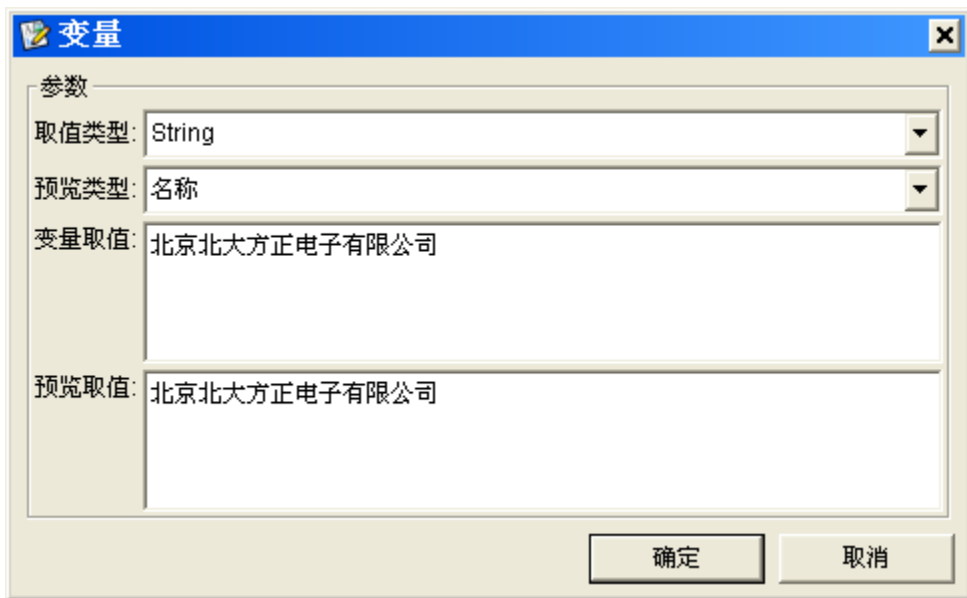 变量
参数
取值类型: String
预览类型: 名称
变量取值: 北京北大方正电子有限公司
预览取值: 北京北大方正电子有限公司
确定 取消